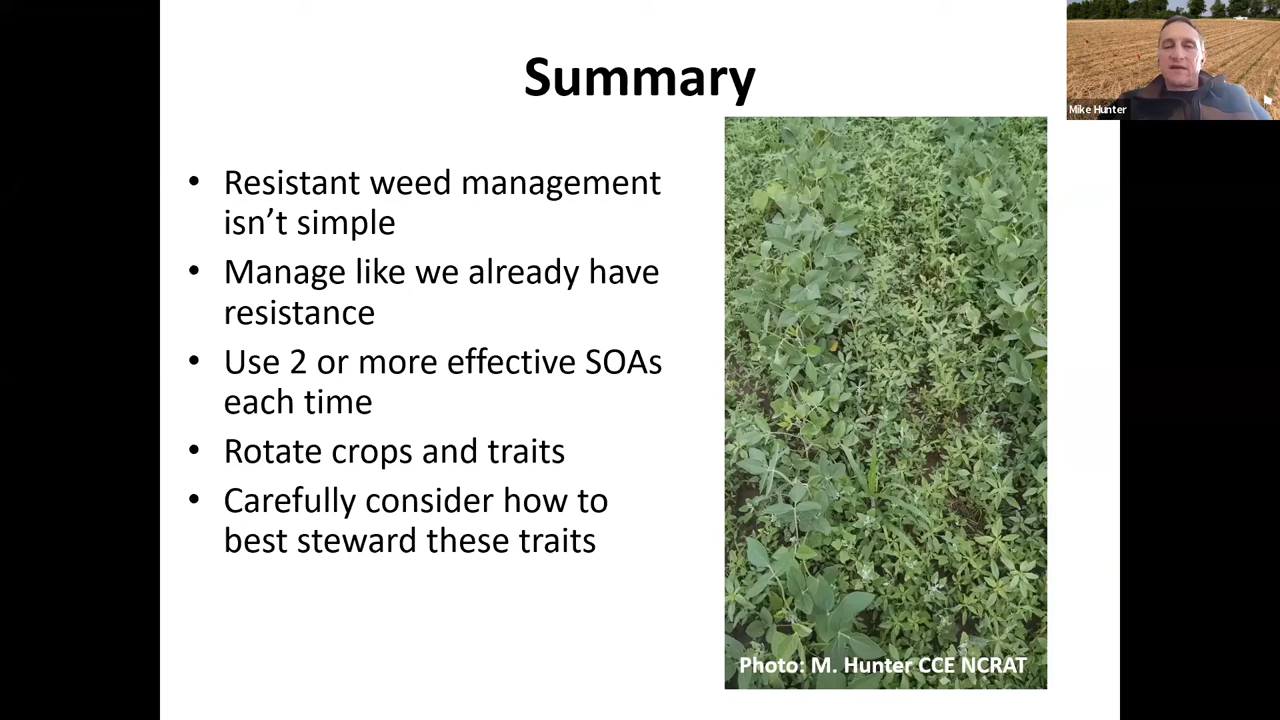 Summary
• Resistant weed management
isn’t simple
• Manage like we already have
resistance
• Use 2 or more effective SOAs
each time
• Rotate crops and traits
• Carefully consider how to
best steward these traits
Photo: M. Hunter CCE NCRAT
Mike Hunter